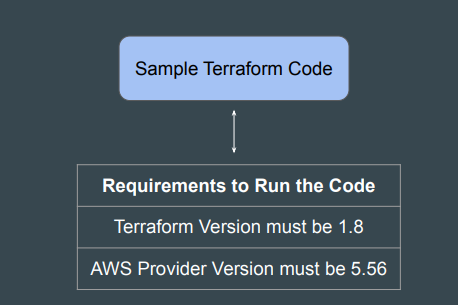 Sample Terraform Code
Requirements to Run the Code
Terraform Version must be 1.8
AWS Provider Version must be 5.56